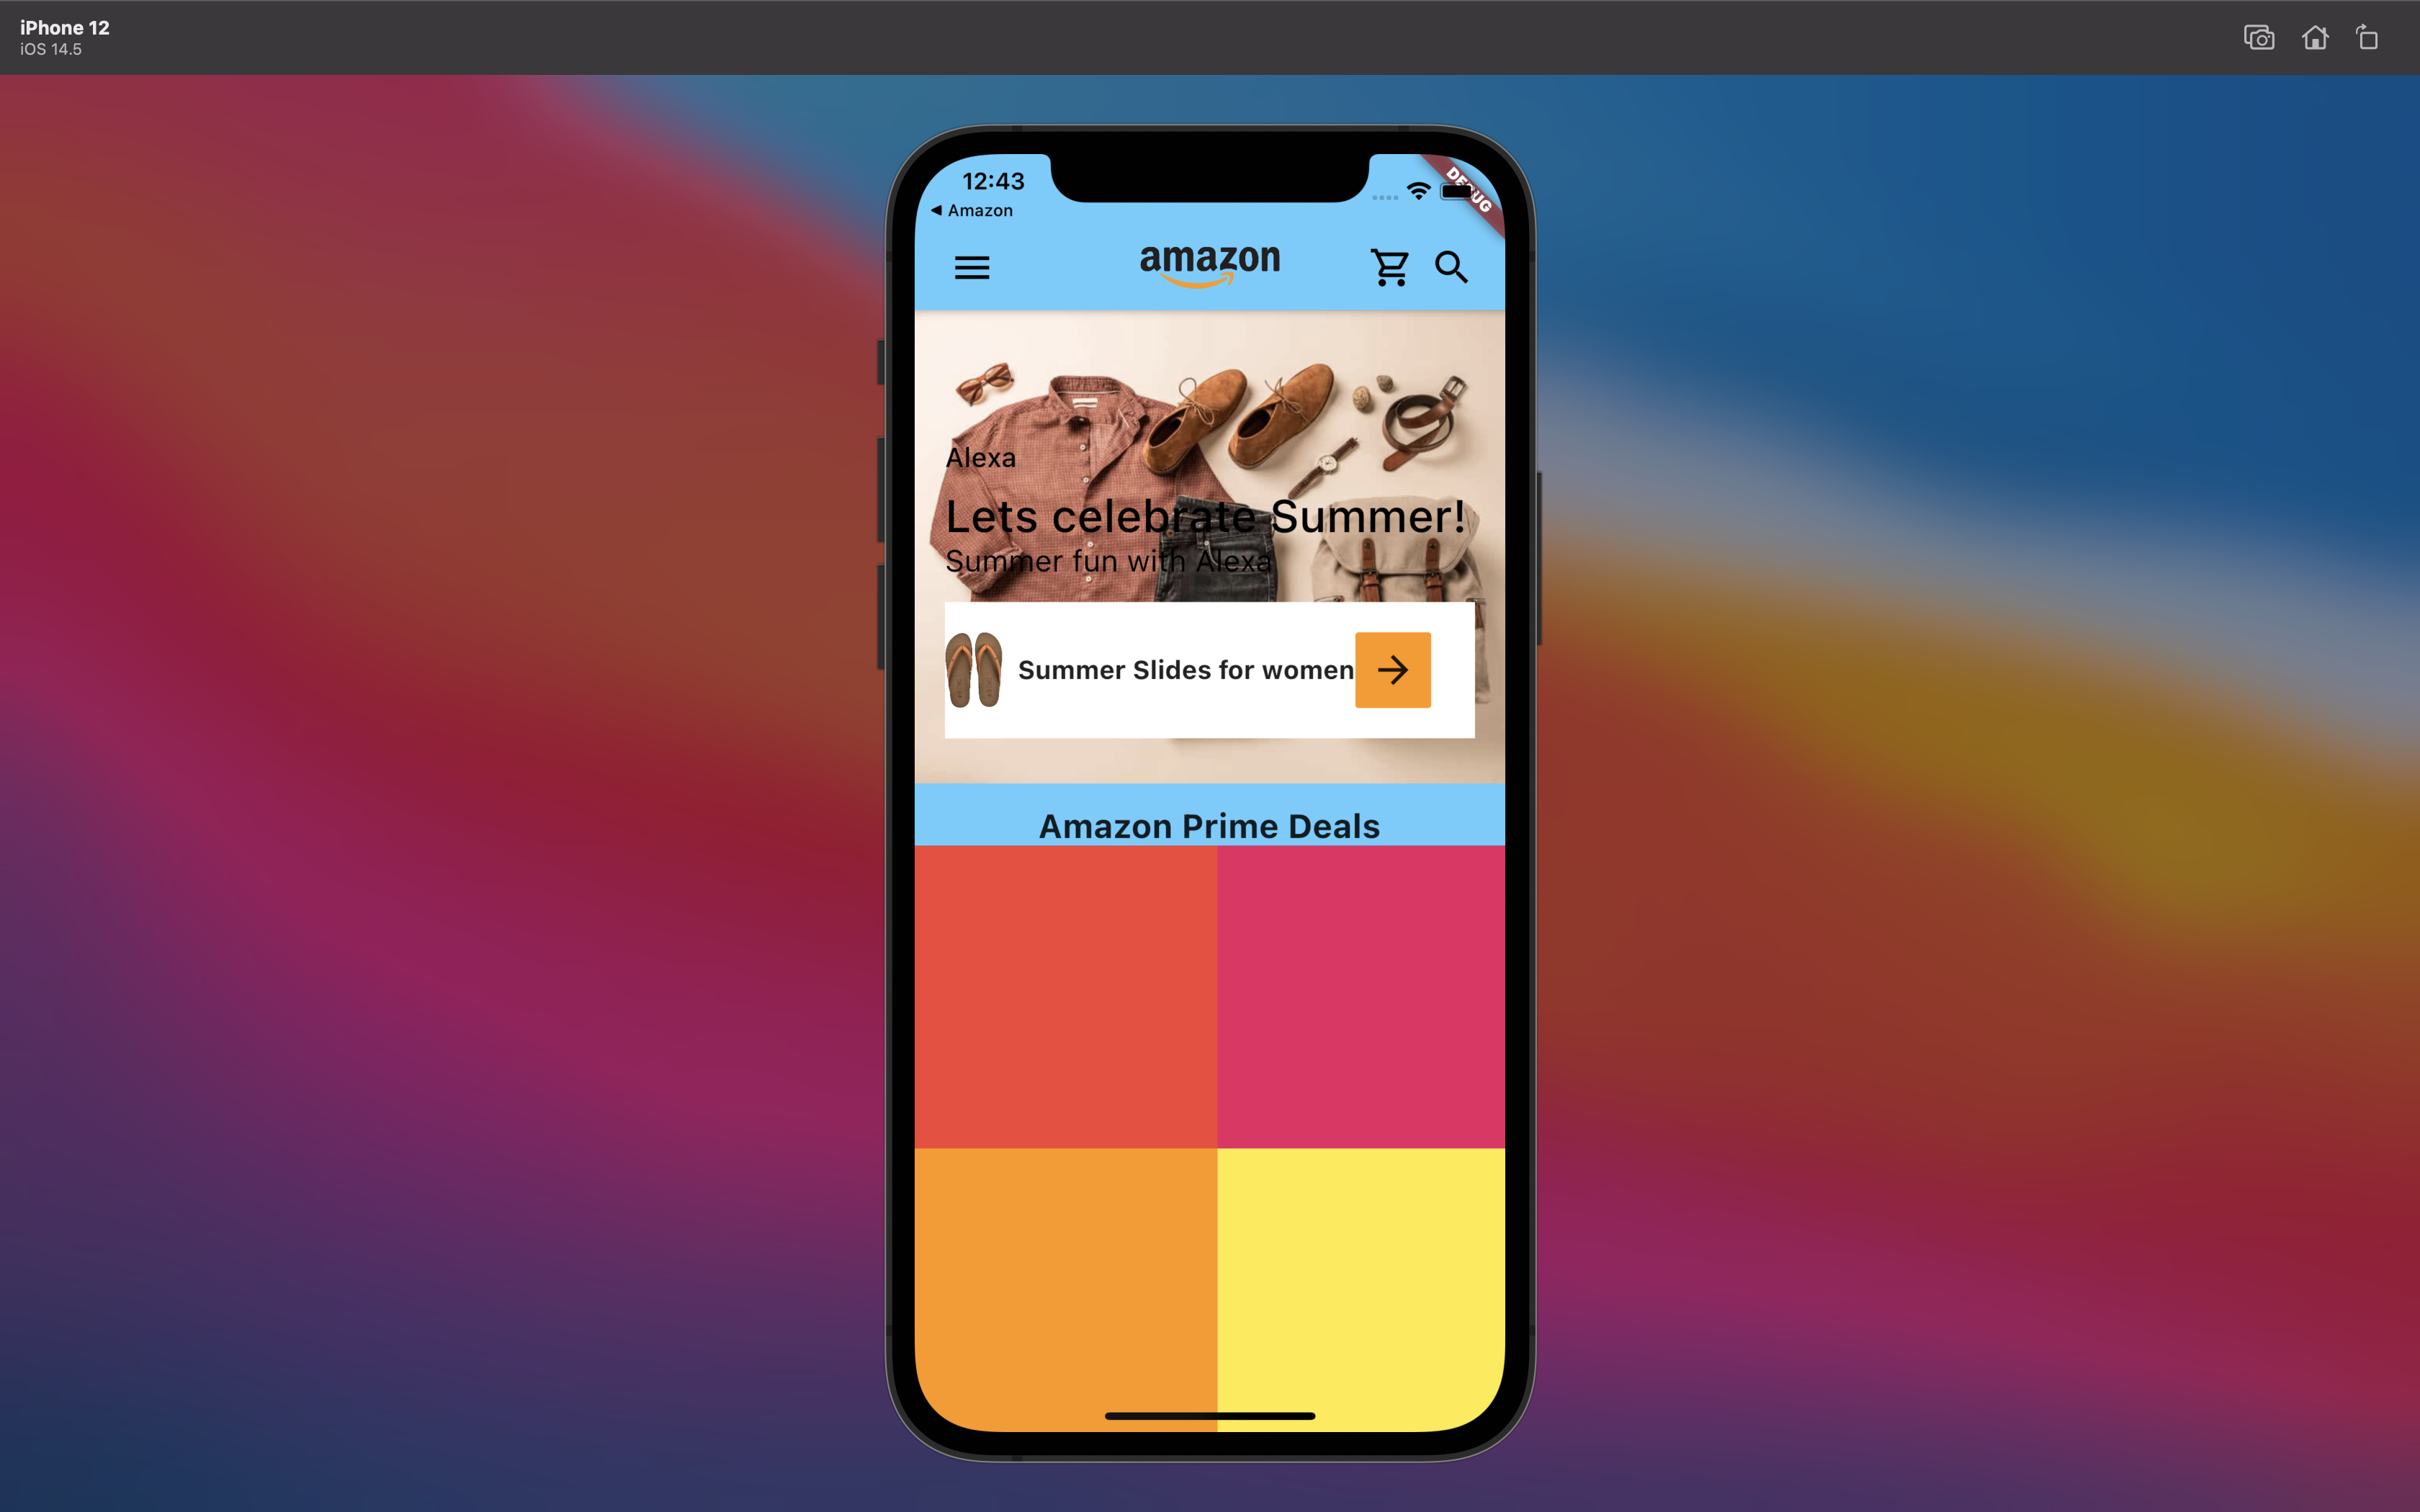 iPhone 12
iOS 14.5
12:43
DEBUG
Amazon
amazon
Alexa
Lets celebrate Summer!
Summer fun with Alexa
Summer Slides for women
Amazon Prime Deals